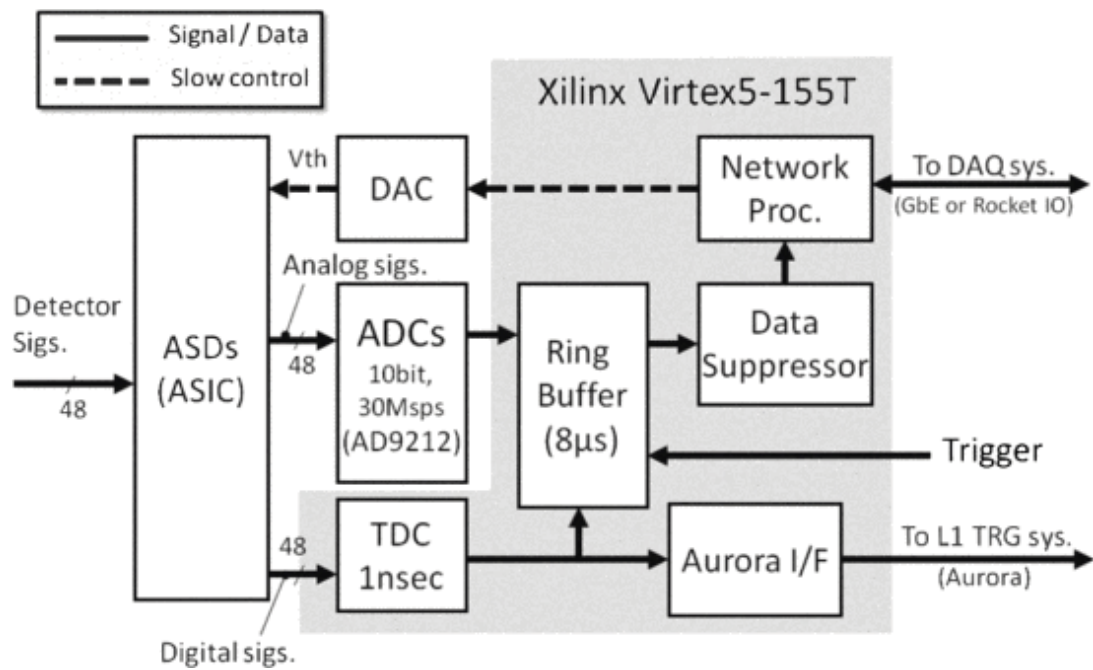 Signal / Data
Slow control
Xilinx Virtex5-155T
Vth
DAC
Network
Proc.
To DAQ sys.
(GbE or Rocket IO)
Analog sigs.
Detector
Sigs.
48
ASDs
(ASIC)
48
ADCs
10bit,
30Msps
(AD9212)
Ring
Buffer
(8μs)
Data
Suppressor
Trigger
48
TDC
1nsec
Aurora I/F
To L1 TRG sys.
(Aurora)
Digital sigs.